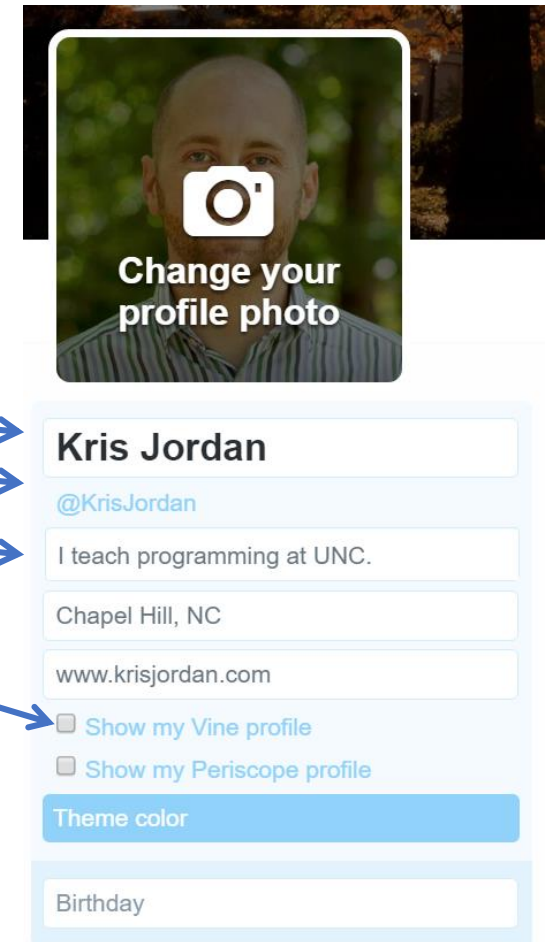 Change your
profile photo
Kris Jordan
@KrisJordan
I teach programming at UNC.
Chapel Hill, NC
www.krisjordan.com
Show my Vine profile
Show my Periscope profile
Theme color
Birthday